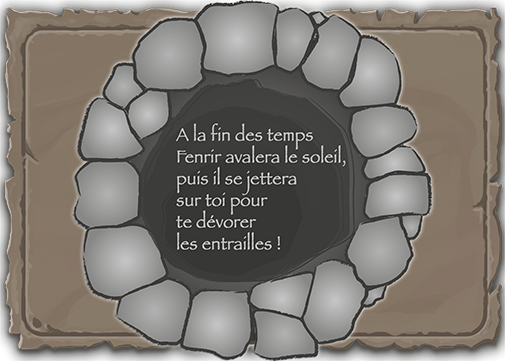 A la fin des temps
Fenrir avalera le soleil,
puis il se jettera
sur toi pour
te dévorer
les entrailles !